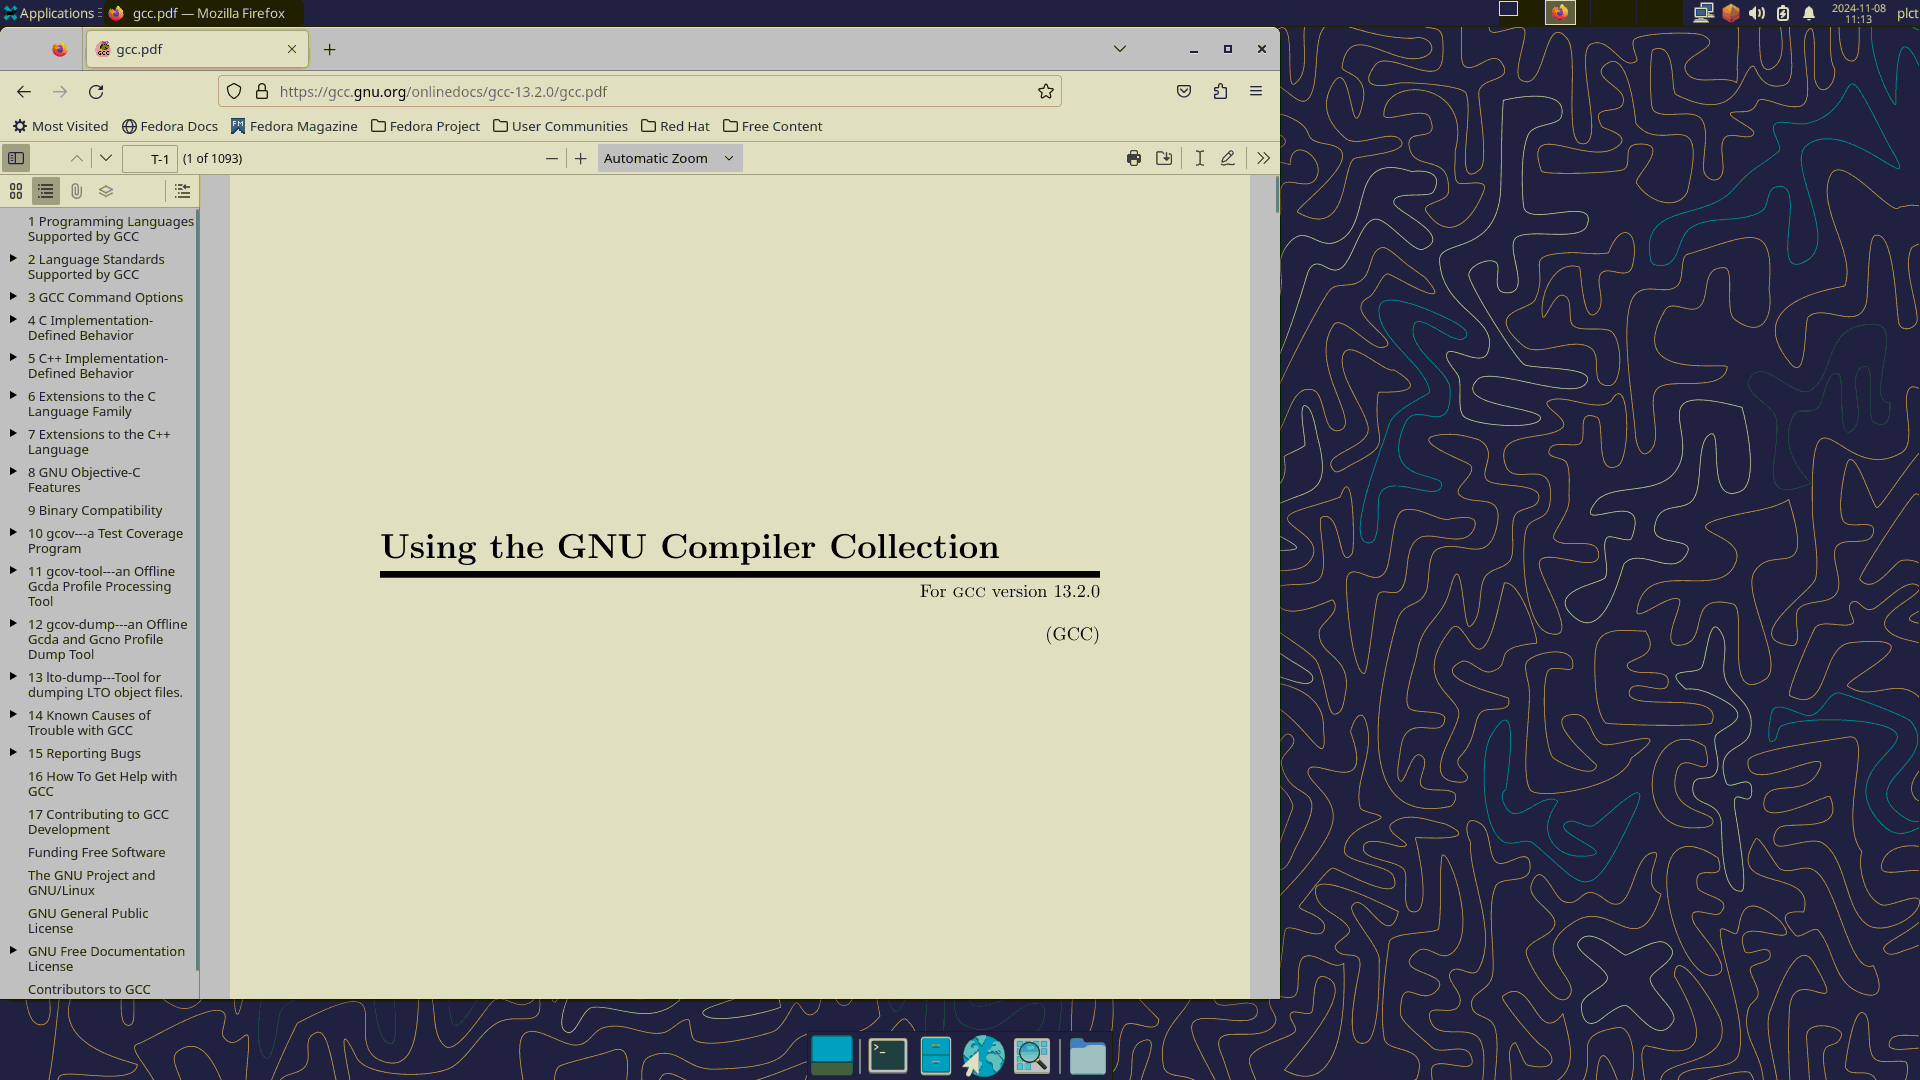 Applications
gcc.pdf — Mozilla Firefox
2024-11-08
11:13
plct
gcc.pdf
https://gcc.gnu.org/onlinedocs/gcc-13.2.0/gcc.pdf
Most Visited
Fedora Docs
Fedora Magazine
Fedora Project
User Communities
Red Hat
Free Content
T-1
(1 of 1093)
Automatic Zoom
1 Programming Languages
Supported by GCC
2 Language Standards
Supported by GCC
3 GCC Command Options
4 C Implementation-
Defined Behavior
5 C++ Implementation-
Defined Behavior
6 Extensions to the C
Language Family
7 Extensions to the C++
Language
8 GNU Objective-C
Features
9 Binary Compatibility
10 gcov---a Test Coverage
Program
11 gcov-tool---an Offline
Gcda Profile Processing
Tool
12 gcov-dump---an Offline
Gcda and Gcno Profile
Dump Tool
13 lto-dump---Tool for
dumping LTO object files.
14 Known Causes of
Trouble with GCC
15 Reporting Bugs
16 How To Get Help with
GCC
17 Contributing to GCC
Development
Funding Free Software
The GNU Project and
GNU/Linux
GNU General Public
License
GNU Free Documentation
License
Contributors to GCC
Using the GNU Compiler Collection
For GCC version 13.2.0
(GCC)